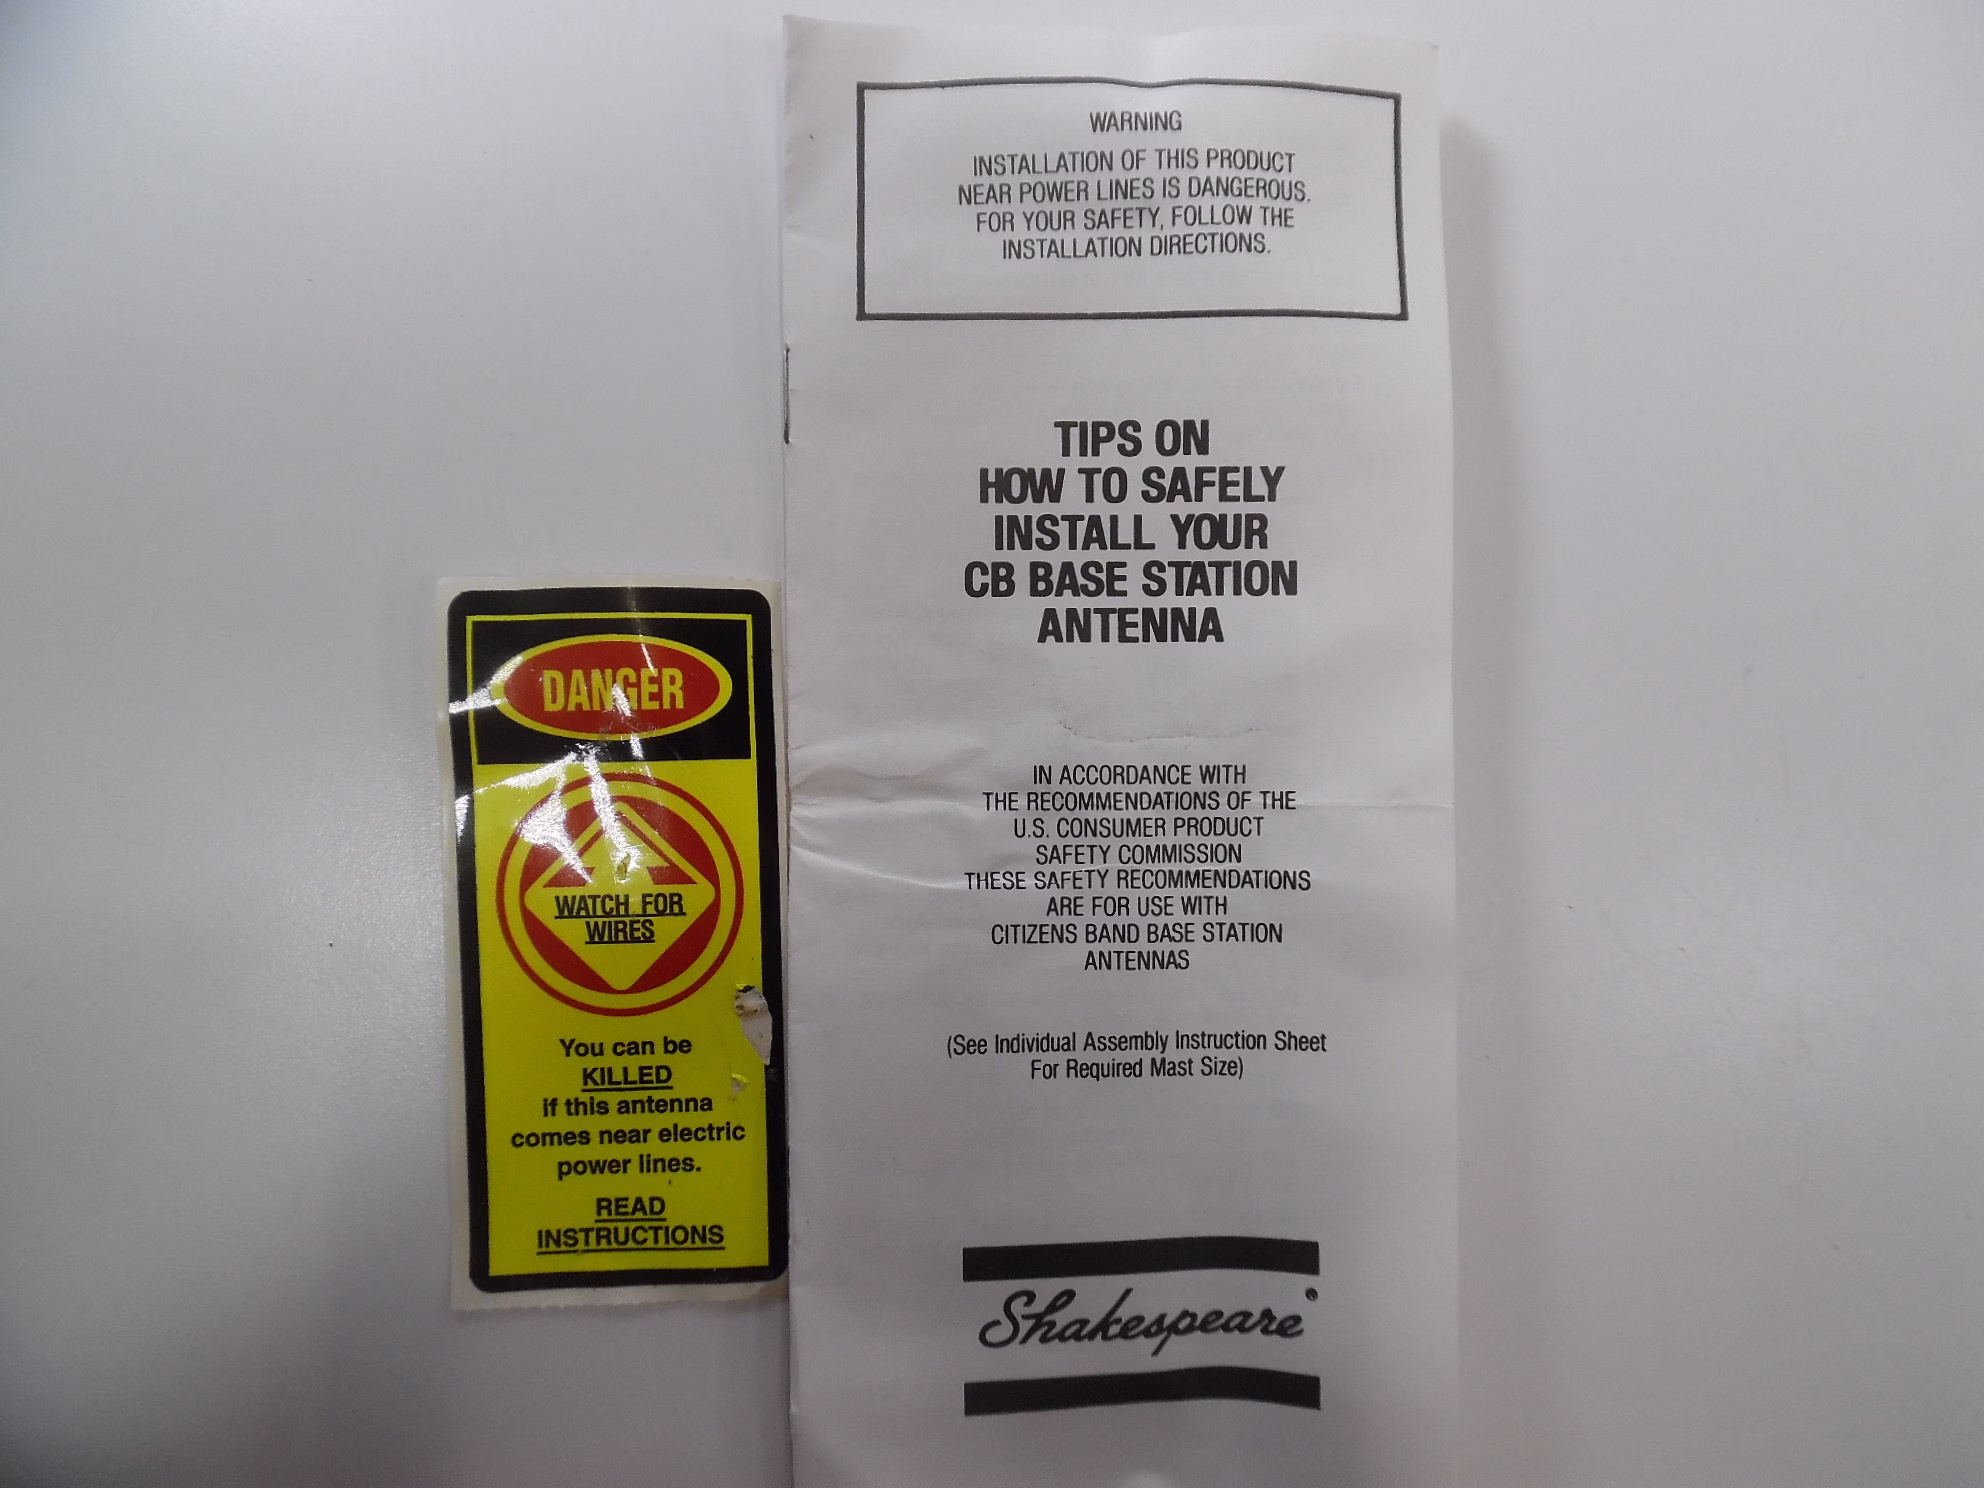 DANGER
WATCH FOR
WIRES
You can be
KILLED
if this antenna
comes near electric
power lines.
READ
INSTRUCTIONS
WARNING
INSTALLATION OF THIS PRODUCT
NEAR POWER LINES IS DANGEROUS.
FOR YOUR SAFETY, FOLLOW THE
INSTALLATION DIRECTIONS.
TIPS ON
HOW TO SAFELY
INSTALL YOUR
CB BASE STATION
ANTENNA
IN ACCORDANCE WITH
THE RECOMMENDATIONS OF THE
U.S. CONSUMER PRODUCT
SAFETY COMMISSION
THESE SAFETY RECOMMENDATIONS
ARE FOR USE WITH
CITIZENS BAND BASE STATION
ANTENNAS
(See Individual Assembly Instruction Sheet
For Required Mast Size)
Shakespeare